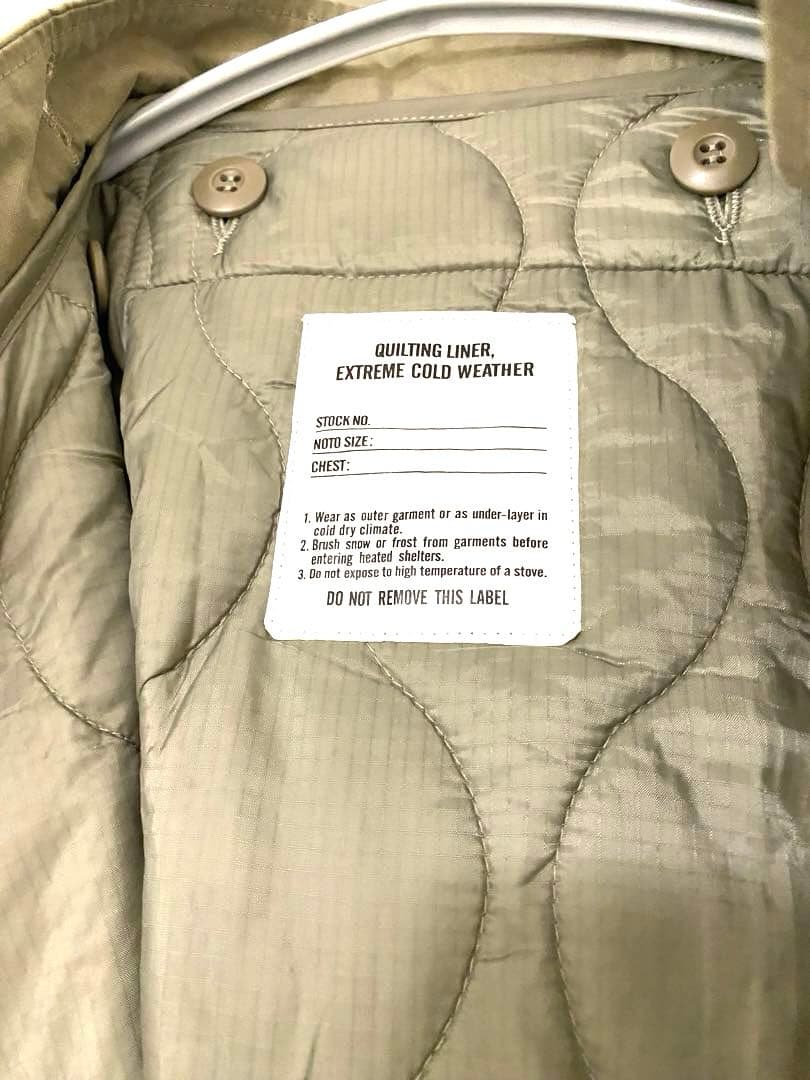 QUILTING LINER,
EXTREME COLD WEATHER
STOCK NO.
NOTO SIZE:
CHEST:
1. Wear as outer garment or as under-layer in
cold dry climate.
2. Brush snow or frost from garments before
entering heated shelters.
3. Do not expose to high temperature of a stove.
DO NOT REMOVE THIS LABEL